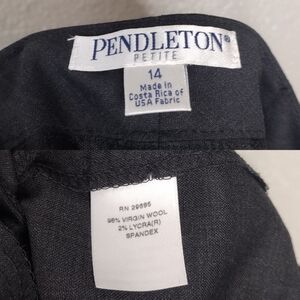 PENDLETON®
PETITE
14
Made in
Costa Rica of
USA Fabric
RN 29685
98% VIRGIN WOOL
2% LYCRA(R)
SPANDEX